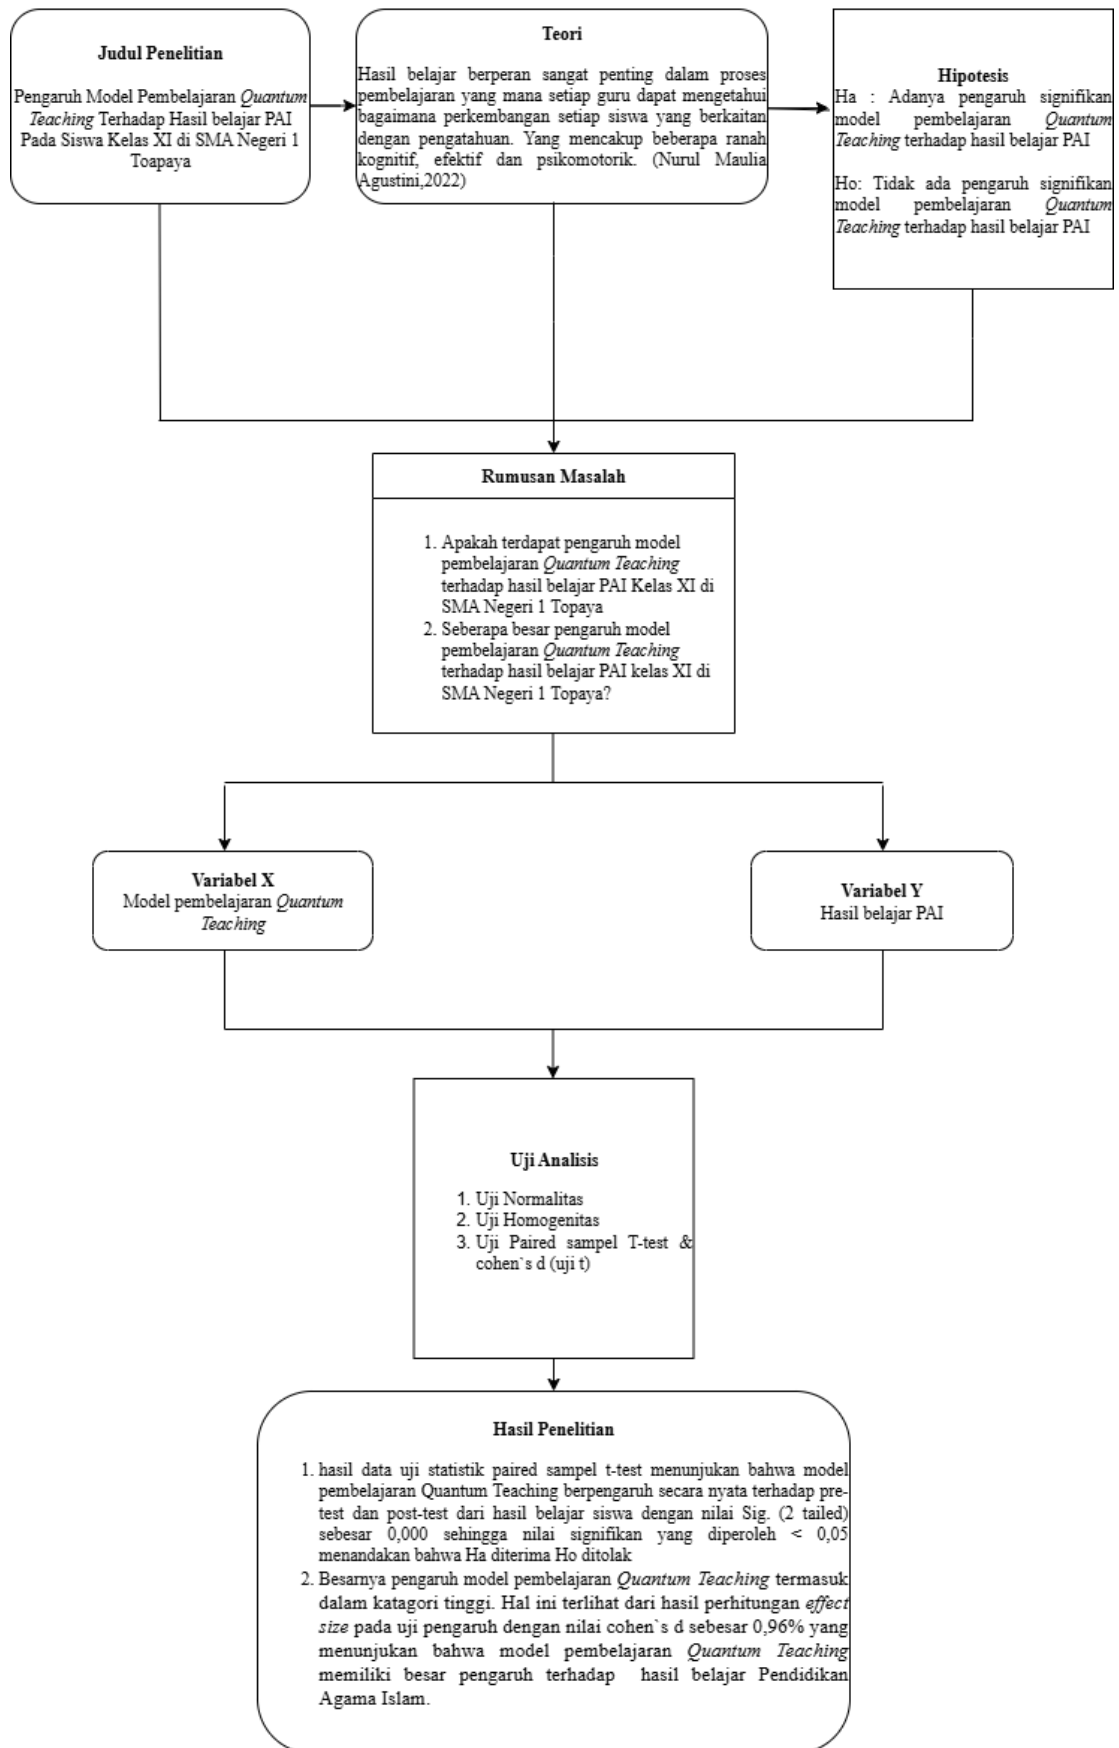 Judul Penelitian
Pengaruh Model Pembelajaran Quantum
Teaching Terhadap Hasil belajar PAI
Pada Siswa Kelas XI di SMA Negeri 1
Toapaya
Teori
Hasil belajar berperan sangat penting dalam proses
pembelajaran yang mana setiap guru dapat mengetahui
bagaimana perkembangan setiap siswa yang berkaitan
dengan pengatahuan. Yang mencakup beberapa ranah
kognitif, efektif dan psikomotorik. (Nurul Maulia
Agustini,2022)
Hipotesis
Ha : Adanya pengaruh signifikan
model pembelajaran Quantum
Teaching terhadap hasil belajar PAI
Ho: Tidak ada pengaruh signifikan
model pembelajaran Quantum
Teaching terhadap hasil belajar PAI
Rumusan Masalah
1. Apakah terdapat pengaruh model
pembelajaran Quantum Teaching
terhadap hasil belajar PAI Kelas XI di
SMA Negeri 1 Topaya
2. Seberapa besar pengaruh model
pembelajaran Quantum Teaching
terhadap hasil belajar PAI kelas XI di
SMA Negeri 1 Topaya?
Variabel X
Model pembelajaran Quantum
Teaching
Variabel Y
Hasil belajar PAI
Uji Analisis
1. Uji Normalitas
2. Uji Homogenitas
3. Uji Paired sampel T-test &
cohen`s d (uji t)
Hasil Penelitian
1. hasil data uji statistik paired sampel t-test menunjukan bahwa model
pembelajaran Quantum Teaching berpengaruh secara nyata terhadap pre-
test dan post-test dari hasil belajar siswa dengan nilai Sig. (2 tailed)
sebesar 0,000 sehingga nilai signifikan yang diperoleh < 0,05
menandakan bahwa Ha diterima Ho ditolak
2. Besarnya pengaruh model pembelajaran Quantum Teaching termasuk
dalam katagori tinggi. Hal ini terlihat dari hasil perhitungan effect
size pada uji pengaruh dengan nilai cohen`s d sebesar 0,96% yang
menunjukan bahwa model pembelajaran Quantum Teaching
memiliki besar pengaruh terhadap hasil belajar Pendidikan
Agama Islam.